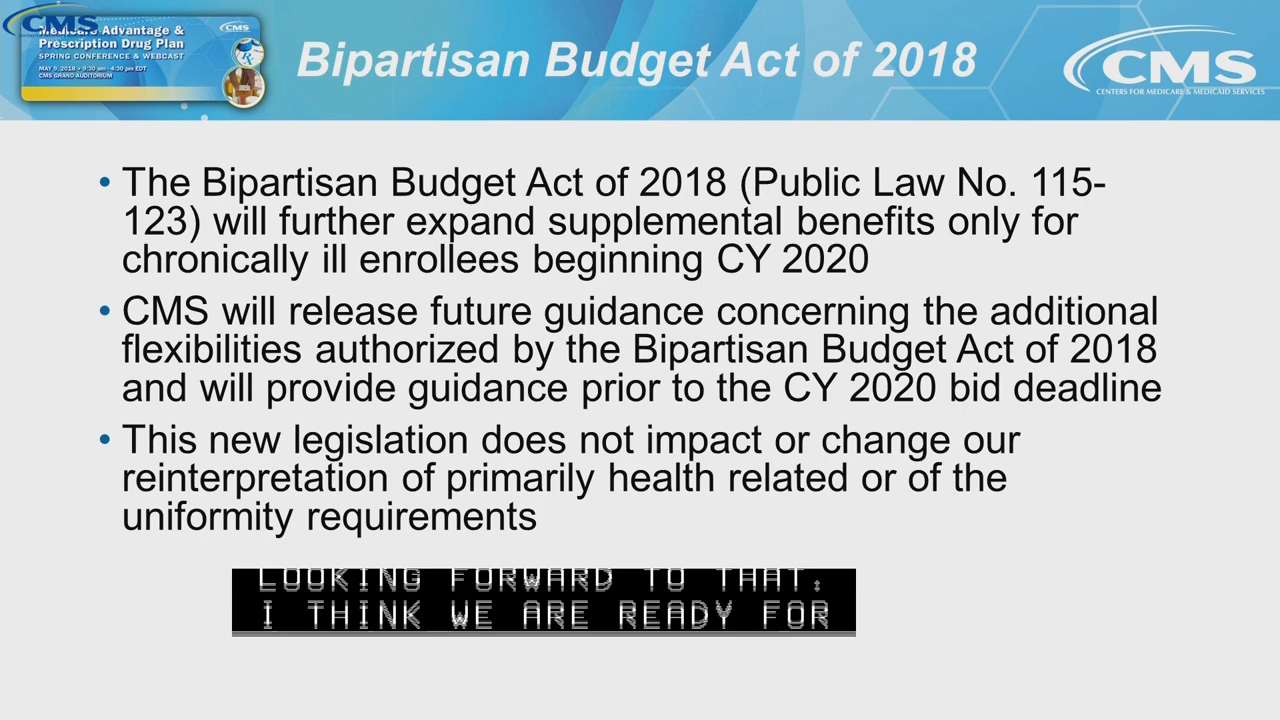 CMS
Medicare Advantage &
Prescription Drug Plan
SPRING CONFERENCE & WEBCAST
MAY 9, 2018 • 9:30 am - 4:30 pm EDT
CMS GRAND AUDITORIUM
CMS
Bipartisan Budget Act of 2018
CMS
CENTERS FOR MEDICARE & MEDICAID SERVICES
• The Bipartisan Budget Act of 2018 (Public Law No. 115-
123) will further expand supplemental benefits only for
chronically ill enrollees beginning CY 2020
• CMS will release future guidance concerning the additional
flexibilities authorized by the Bipartisan Budget Act of 2018
and will provide guidance prior to the CY 2020 bid deadline
• This new legislation does not impact or change our
reinterpretation of primarily health related or of the
uniformity requirements
LOOKING FORWARD TO THAT.
I THINK WE ARE READY FOR